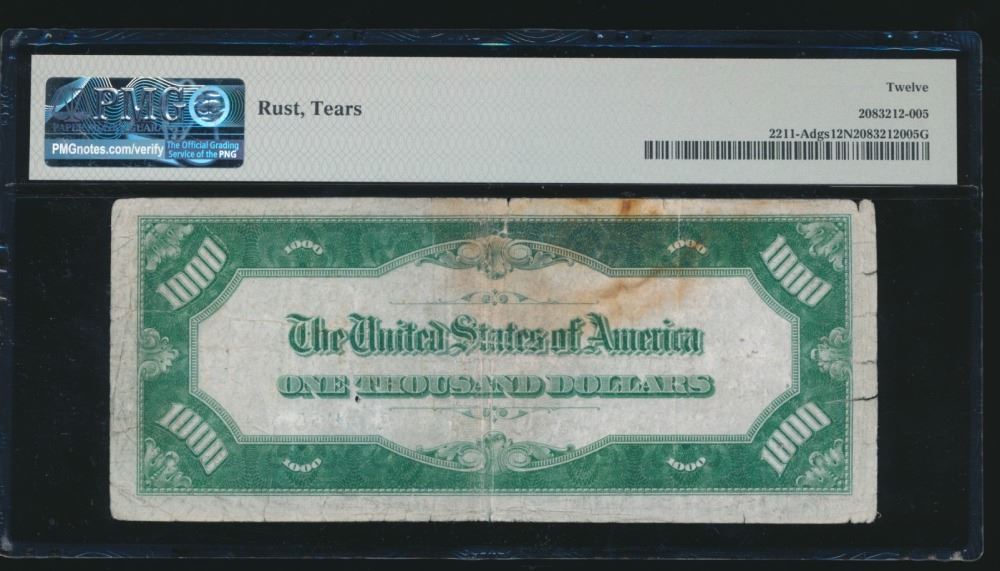 PMG
PAPER MONEY GUARANTY
PMGnotes.com/verify
The Official Grading
Service of the PNG
Rust, Tears
Twelve
2083212-005
2211-Adgs12N2083212005G
1000 1000 1000 1000
The United States of America
ONE THOUSAND DOLLARS
1000 1000 1000 1000